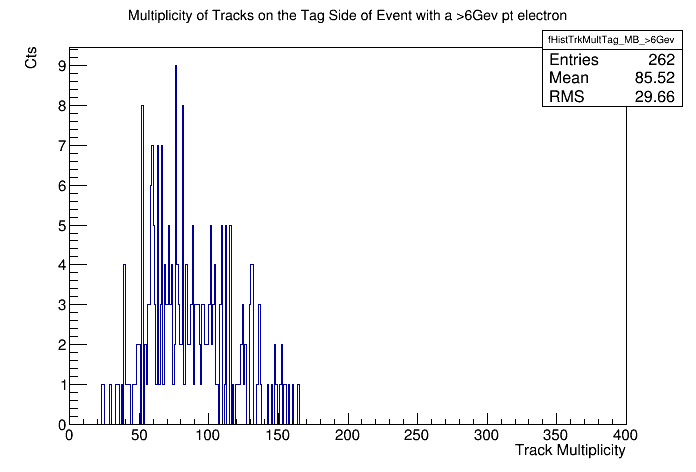 Multiplicity of Tracks on the Tag Side of Event with a >6Gev pt electron
fHistTrkMultTag_MB_>6Gev
Entries 262
Mean 85.52
RMS 29.66
Cts
9
8
7
6
5
4
3
2
1
0
0 50 100 150 200 250 300 350 400
Track Multiplicity